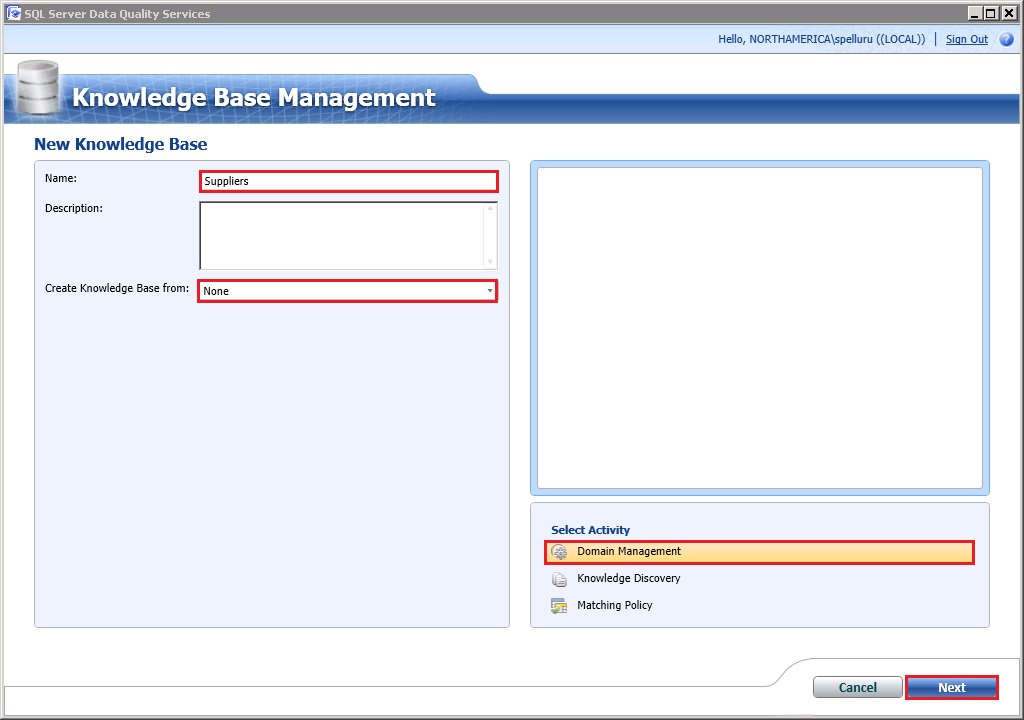 SQL Server Data Quality Services
Hello, NORTHAMERICA\spelluru ((LOCAL)) | Sign Out ?
Knowledge Base Management
New Knowledge Base
Name: Suppliers
Description:
Create Knowledge Base from: None
Select Activity
Domain Management
Knowledge Discovery
Matching Policy
Cancel Next